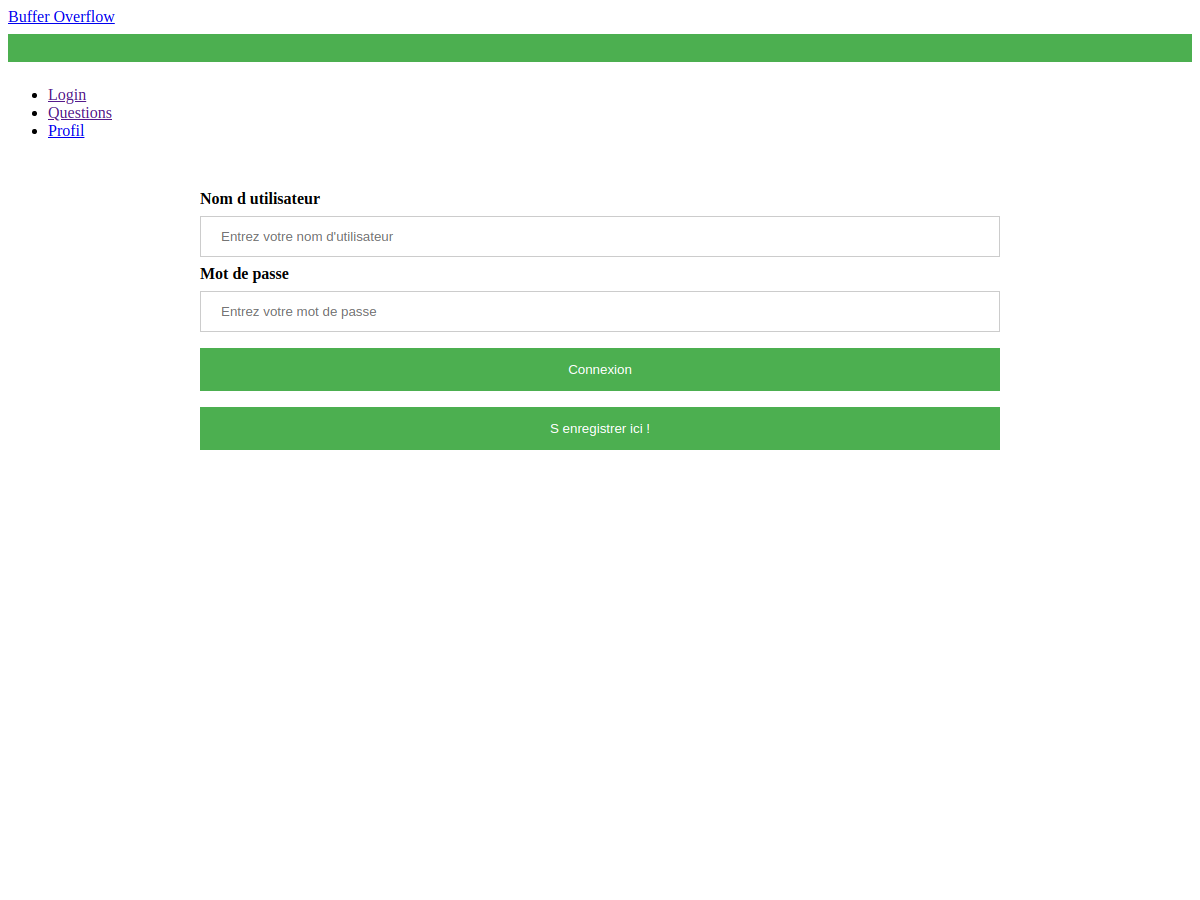 Buffer Overflow
Login
Questions
Profil
Nom d utilisateur
Entrez votre nom d'utilisateur
Mot de passe
Entrez votre mot de passe
Connexion
S enregistrer ici !